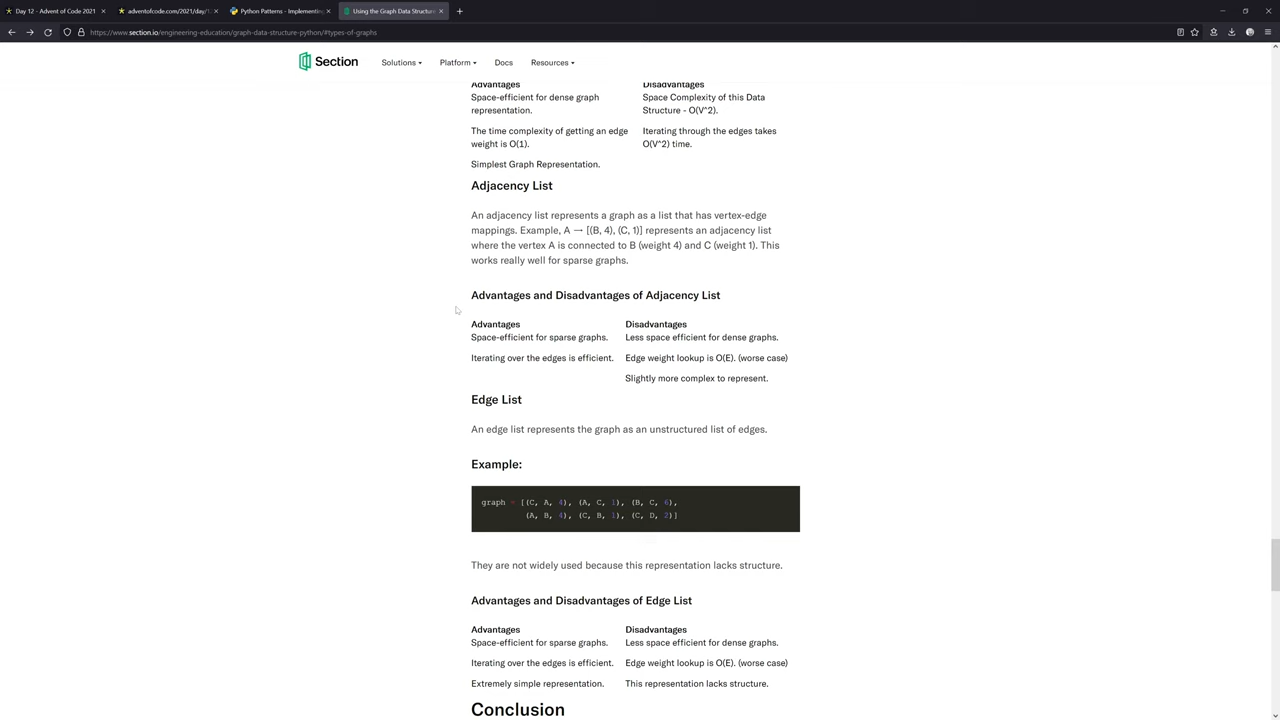 Day 12 - Advent of Code 2021
adventofcode.com/2021/day/1
Python Patterns - Implementing
Using the Graph Data Structure
https://www.section.io/engineering-education/graph-data-structure-python/#types-of-graphs
Section
Solutions
Platform
Docs
Resources
Advantages
Disadvantages
Space-efficient for dense graph
representation.
Space Complexity of this Data
Structure - O(V^2).
The time complexity of getting an edge
weight is O(1).
Iterating through the edges takes
O(V^2) time.
Simplest Graph Representation.
Adjacency List
An adjacency list represents a graph as a list that has vertex-edge
mappings. Example, A → [(B, 4), (C, 1)] represents an adjacency list
where the vertex A is connected to B (weight 4) and C (weight 1). This
works really well for sparse graphs.
Advantages and Disadvantages of Adjacency List
Advantages
Disadvantages
Space-efficient for sparse graphs.
Less space efficient for dense graphs.
Iterating over the edges is efficient.
Edge weight lookup is O(E). (worse case)
Slightly more complex to represent.
Edge List
An edge list represents the graph as an unstructured list of edges.
Example:
graph = [(C, A, 4), (A, C, 1), (B, C, 6),
(A, B, 4), (C, B, 1), (C, D, 2)]
They are not widely used because this representation lacks structure.
Advantages and Disadvantages of Edge List
Advantages
Disadvantages
Space-efficient for sparse graphs.
Less space efficient for dense graphs.
Iterating over the edges is efficient.
Edge weight lookup is O(E). (worse case)
Extremely simple representation.
This representation lacks structure.
Conclusion